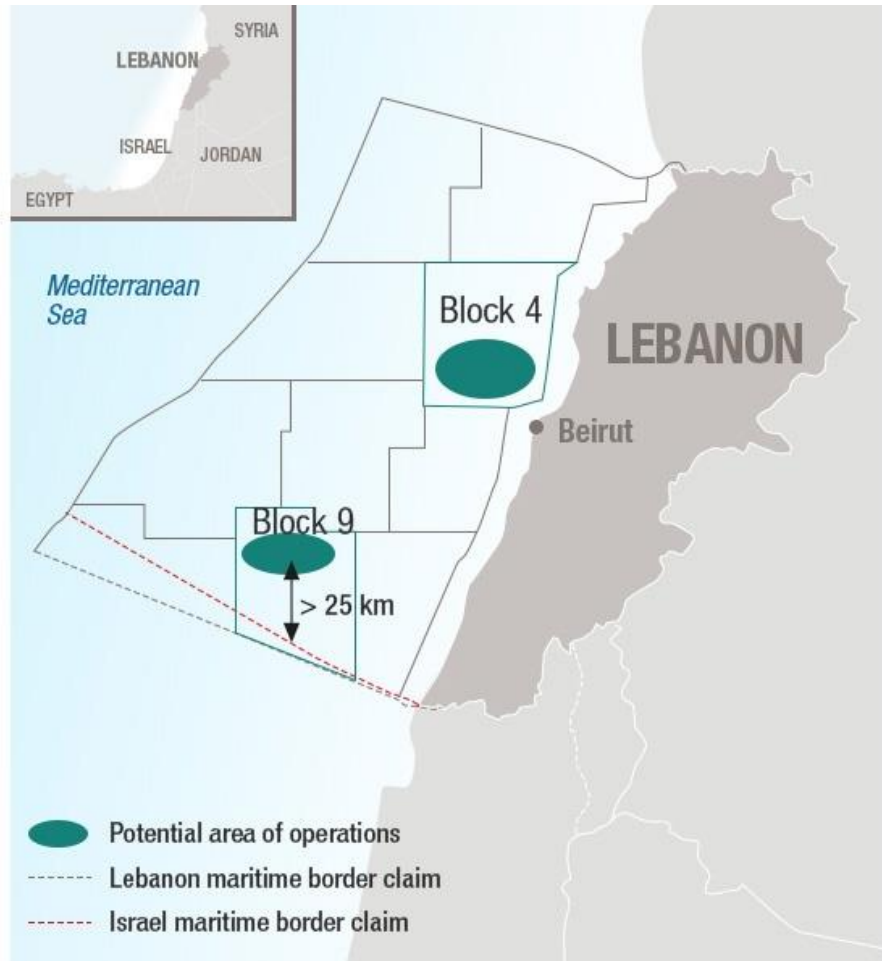 SYRIA
LEBANON
ISRAEL
JORDAN
EGYPT
Mediterranean
Sea
Block 4
LEBANON
Beirut
Block 9
> 25 km
Potential area of operations
Lebanon maritime border claim
Israel maritime border claim